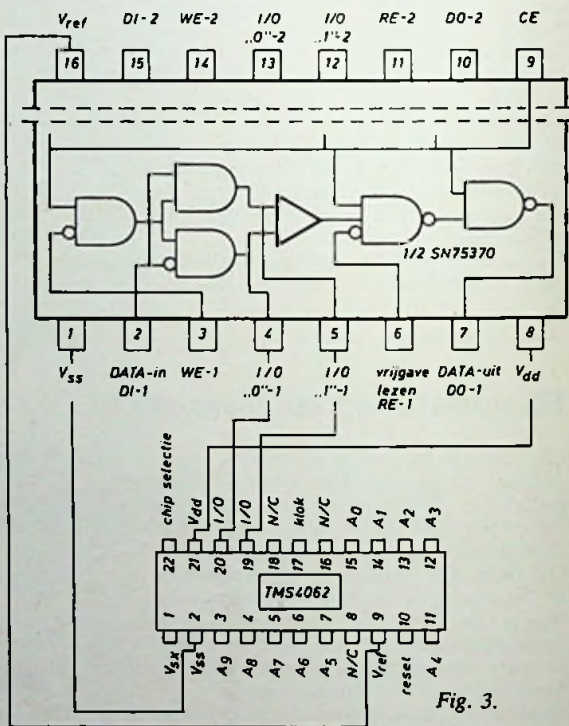 Vref DI-2 WE-2 I/O „0"-2 I/O „1"-2 RE-2 DO-2 CE
16 15 14 13 12 11 10 9
1/2 SN75370
1 2 3 4 5 6 7 8
Vss DATA-in DI-1 WE-1 I/O „0"-1 I/O „1"-1 vrijgave lezen RE-1 DATA-uit DO-1 Vdd
chip selectie Vdd I/O I/O N/C klok N/C A0 A1 A2 A3
22 21 20 19 18 17 16 15 14 13 12
TMS4062
1 2 3 4 5 6 7 8 9 10 11
Vsx Vss A9 A8 A7 A6 A5 N/C Vref reset A4
Fig. 3.